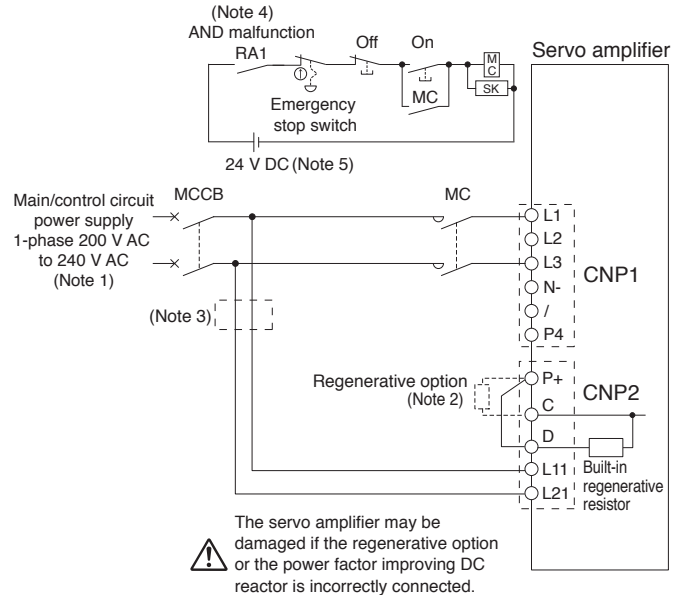 (Note 4)
AND malfunction
RA1
Off
On
M
C
SK
MC
Emergency
stop switch
24 V DC (Note 5)
Servo amplifier
Main/control circuit
power supply
1-phase 200 V AC
to 240 V AC
(Note 1)
MCCB
MC
L1
L2
L3
N-
/
P4
CNP1
(Note 3)
Regenerative option
(Note 2)
P+
C
D
L11
L21
CNP2
Built-in
regenerative
resistor
The servo amplifier may be
damaged if the regenerative option
or the power factor improving DC
reactor is incorrectly connected.